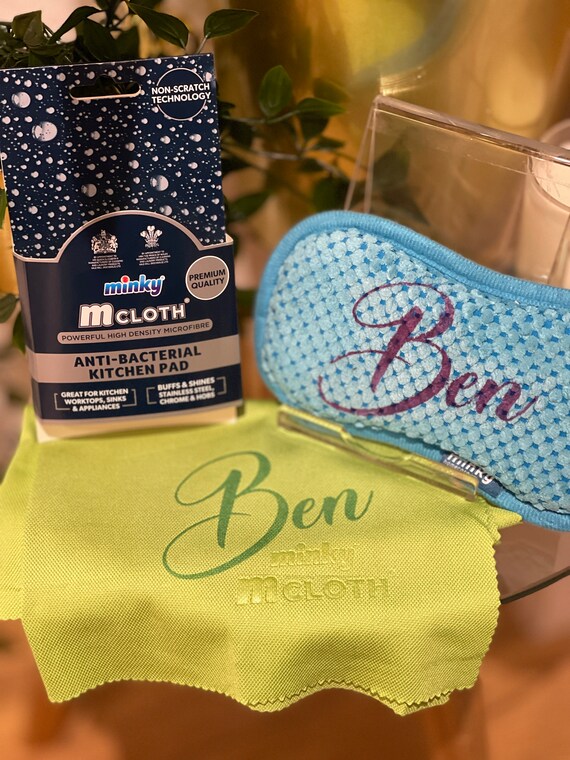 NON-SCRATCH
TECHNOLOGY
minky
PREMIUM
QUALITY
M CLOTH
POWERFUL HIGH DENSITY MICROFIBRE
ANTI-BACTERIAL
KITCHEN PAD
GREAT FOR KITCHEN
WORKTOPS, SINKS
& APPLIANCES
BUFFS & SHINES
STAINLESS STEEL,
CHROME & HOBS
Ben
minky
Ben
minky
M CLOTH